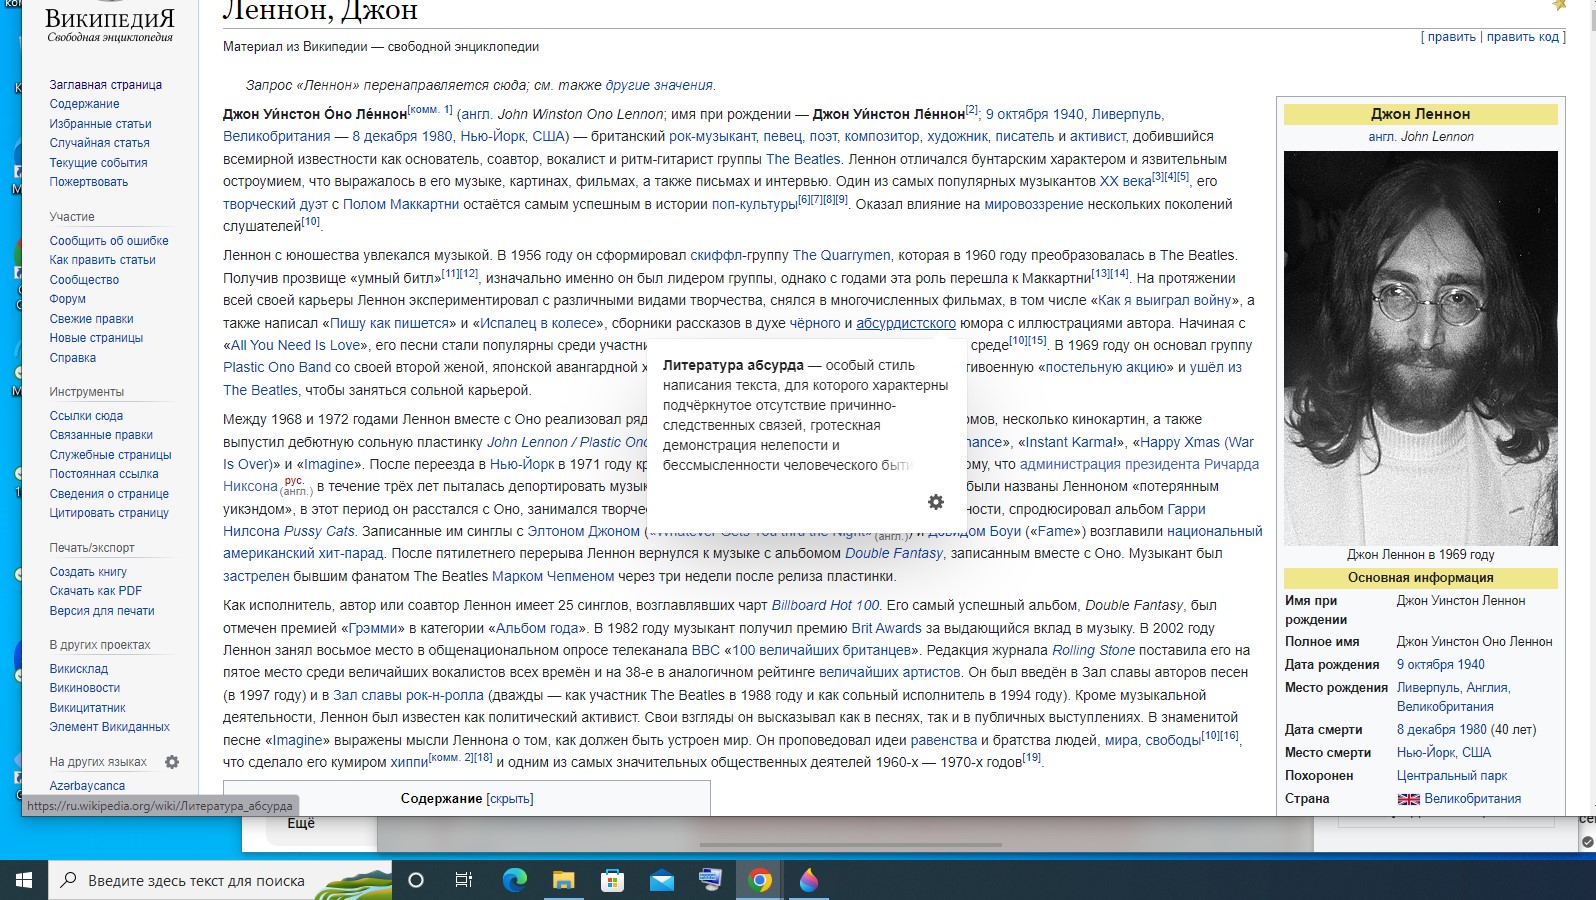 ВИКИПЕДИЯ
Свободная энциклопедия
Заглавная страница
Содержание
Избранные статьи
Случайная статья
Текущие события
Пожертвовать
Участие
Сообщить об ошибке
Как править статьи
Сообщество
Форум
Свежие правки
Новые страницы
Справка
Инструменты
Ссылки сюда
Связанные правки
Служебные страницы
Постоянная ссылка
Сведения о странице
Цитировать страницу
Печать/экспорт
Создать книгу
Скачать как PDF
Версия для печати
В других проектах
Викисклад
Викиновости
Викицитатник
Элемент Викиданных
На других языках
Azərbaycanca
https://ru.wikipedia.org/wiki/Литература_абсурда
Леннон, Джон
[ править | править код ]
Материал из Википедии — свободной энциклопедии
Запрос «Леннон» перенаправляется сюда; см. также другие значения.
Джон Уи́нстон О́но Ле́ннон[комм. 1] (англ. John Winston Ono Lennon; имя при рождении — Джон Уи́нстон Ле́ннон[2]; 9 октября 1940, Ливерпуль,
Великобритания — 8 декабря 1980, Нью-Йорк, США) — британский рок-музыкант, певец, поэт, композитор, художник, писатель и активист, добившийся
всемирной известности как основатель, соавтор, вокалист и ритм-гитарист группы The Beatles. Леннон отличался бунтарским характером и язвительным
остроумием, что выражалось в его музыке, картинах, фильмах, а также письмах и интервью. Один из самых популярных музыкантов XX века[3][4][5], его
творческий дуэт с Полом Маккартни остаётся самым успешным в истории поп-культуры[6][7][8][9]. Оказал влияние на мировоззрение нескольких поколений
слушателей[10].
Леннон с юношества увлекался музыкой. В 1956 году он сформировал скиффл-группу The Quarrymen, которая в 1960 году преобразовалась в The Beatles.
Получив прозвище «умный битл»[11][12], изначально именно он был лидером группы, однако с годами эта роль перешла к Маккартни[13][14]. На протяжении
всей своей карьеры Леннон экспериментировал с различными видами творчества, снялся в многочисленных фильмах, в том числе «Как я выиграл войну», а
также написал «Пишу как пишется» и «Испалец в колесе», сборники рассказов в духе чёрного и абсурдистского юмора с иллюстрациями автора. Начиная с
«All You Need Is Love», его песни стали популярны среди участни среде[10][15]. В 1969 году он основал группу
Plastic Ono Band со своей второй женой, японской авангардной х тивоенную «постельную акцию» и ушёл из
The Beatles, чтобы заняться сольной карьерой.
Между 1968 и 1972 годами Леннон вместе с Оно реализовал ряд омов, несколько кинокартин, а также
выпустил дебютную сольную пластинку John Lennon / Plastic Ono hance», «Instant Karma!», «Happy Xmas (War
Is Over)» и «Imagine». После переезда в Нью-Йорк в 1971 году кр ому, что администрация президента Ричарда
Никсона рус. (англ.) в течение трёх лет пыталась депортировать музык были названы Ленноном «потерянным
уикэндом», в этот период он расстался с Оно, занимался творче ности, спродюсировал альбом Гарри
Нилсона Pussy Cats. Записанные им синглы с Элтоном Джоном («Whatever Gets You thru the Night» (англ.)) и Дэвидом Боуи («Fame») возглавили национальный
американский хит-парад. После пятилетнего перерыва Леннон вернулся к музыке с альбомом Double Fantasy, записанным вместе с Оно. Музыкант был
застрелен бывшим фанатом The Beatles Марком Чепменом через три недели после релиза пластинки.
Литература абсурда — особый стиль
написания текста, для которого характерны
подчёркнутое отсутствие причинно-
следственных связей, гротескная
демонстрация нелепости и
бессмысленности человеческого быти
Как исполнитель, автор или соавтор Леннон имеет 25 синглов, возглавлявших чарт Billboard Hot 100. Его самый успешный альбом, Double Fantasy, был
отмечен премией «Грэмми» в категории «Альбом года». В 1982 году музыкант получил премию Brit Awards за выдающийся вклад в музыку. В 2002 году
Леннон занял восьмое место в общенациональном опросе телеканала BBC «100 величайших британцев». Редакция журнала Rolling Stone поставила его на
пятое место среди величайших вокалистов всех времён и на 38-е в аналогичном рейтинге величайших артистов. Он был введён в Зал славы авторов песен
(в 1997 году) и в Зал славы рок-н-ролла (дважды — как участник The Beatles в 1988 году и как сольный исполнитель в 1994 году). Кроме музыкальной
деятельности, Леннон был известен как политический активист. Свои взгляды он высказывал как в песнях, так и в публичных выступлениях. В знаменитой
песне «Imagine» выражены мысли Леннона о том, как должен быть устроен мир. Он проповедовал идеи равенства и братства людей, мира, свободы[10][16],
что сделало его кумиром хиппи[комм. 2][18] и одним из самых значительных общественных деятелей 1960-х — 1970-х годов[19].
Содержание [скрыть]
Джон Леннон
англ. John Lennon
Джон Леннон в 1969 году
Основная информация
Имя при рождении Джон Уинстон Леннон
Полное имя Джон Уинстон Оно Леннон
Дата рождения 9 октября 1940
Место рождения Ливерпуль, Англия,
Великобритания
Дата смерти 8 декабря 1980 (40 лет)
Место смерти Нью-Йорк, США
Похоронен Центральный парк
Страна Великобритания
Ещё
Введите здесь текст для поиска